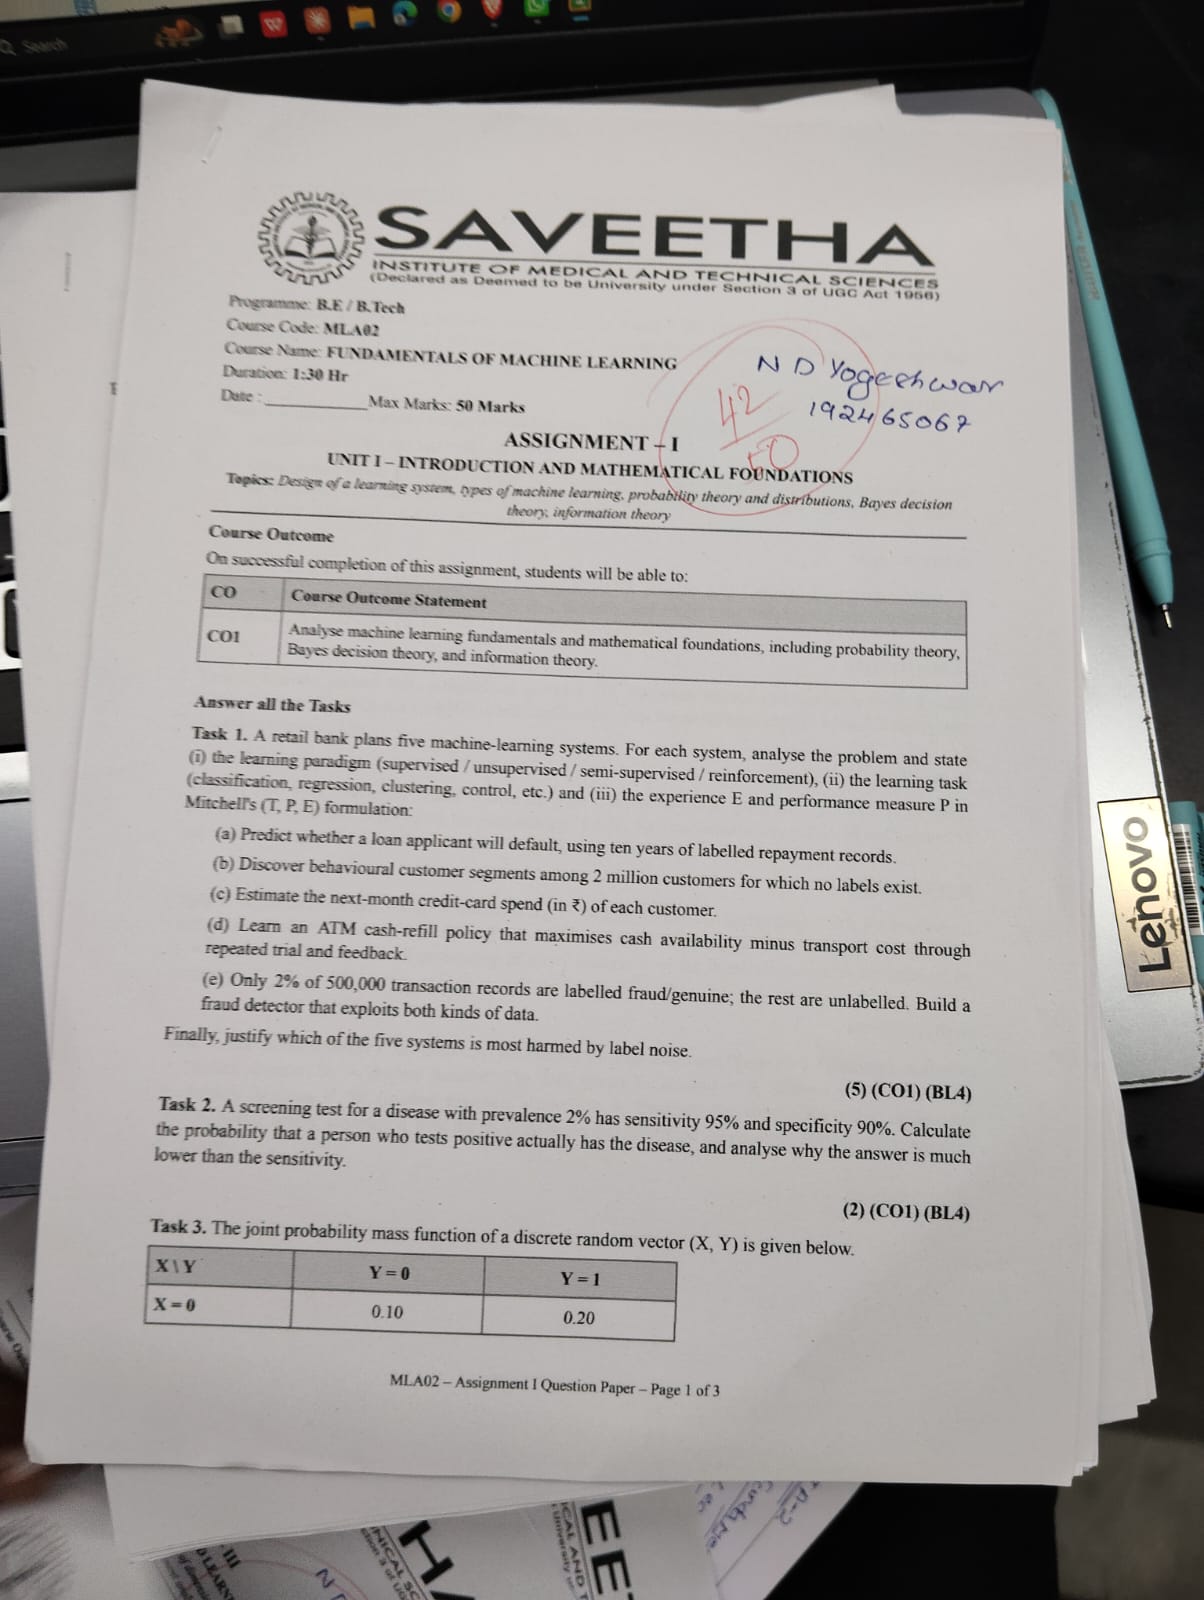 Search
SAVEETHA
INSTITUTE OF MEDICAL AND TECHNICAL SCIENCES
(Declared as Deemed to be University under Section 3 of UGC Act 1956)
Programme: B.E / B.Tech
Course Code: MLA02
Course Name: FUNDAMENTALS OF MACHINE LEARNING
Duration: 1:30 Hr
Date : ____________Max Marks: 50 Marks
N D Yogeshwar
192465067
42
50
ASSIGNMENT – I
UNIT I – INTRODUCTION AND MATHEMATICAL FOUNDATIONS
Topics: Design of a learning system, types of machine learning, probability theory and distributions, Bayes decision
theory, information theory
Course Outcome
On successful completion of this assignment, students will be able to:
CO Course Outcome Statement
CO1 Analyse machine learning fundamentals and mathematical foundations, including probability theory,
Bayes decision theory, and information theory.
Answer all the Tasks
Task 1. A retail bank plans five machine-learning systems. For each system, analyse the problem and state
(i) the learning paradigm (supervised / unsupervised / semi-supervised / reinforcement), (ii) the learning task
(classification, regression, clustering, control, etc.) and (iii) the experience E and performance measure P in
Mitchell's (T, P, E) formulation:
(a) Predict whether a loan applicant will default, using ten years of labelled repayment records.
(b) Discover behavioural customer segments among 2 million customers for which no labels exist.
(c) Estimate the next-month credit-card spend (in ₹) of each customer.
(d) Learn an ATM cash-refill policy that maximises cash availability minus transport cost through
repeated trial and feedback.
(e) Only 2% of 500,000 transaction records are labelled fraud/genuine; the rest are unlabelled. Build a
fraud detector that exploits both kinds of data.
Finally, justify which of the five systems is most harmed by label noise.
(5) (CO1) (BL4)
Task 2. A screening test for a disease with prevalence 2% has sensitivity 95% and specificity 90%. Calculate
the probability that a person who tests positive actually has the disease, and analyse why the answer is much
lower than the sensitivity.
(2) (CO1) (BL4)
Task 3. The joint probability mass function of a discrete random vector (X, Y) is given below.
X \ Y Y = 0 Y = 1
X = 0 0.10 0.20
MLA02 – Assignment I Question Paper – Page 1 of 3
Lenovo